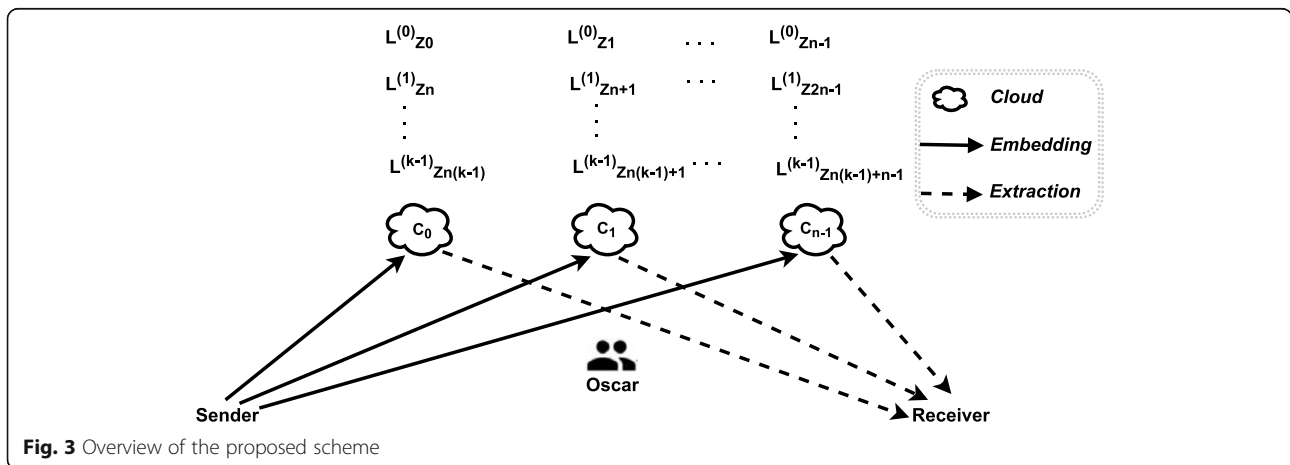 L(0)Z0 L(0)Z1 . . . L(0)Zn-1
L(1)Zn L(1)Zn+1 . . . L(1)Z2n-1
L(k-1)Zn(k-1) L(k-1)Zn(k-1)+1 . . . L(k-1)Zn(k-1)+n-1
Cloud
Embedding
Extraction
C0 C1 Cn-1
Oscar
Sender Receiver
Fig. 3 Overview of the proposed scheme